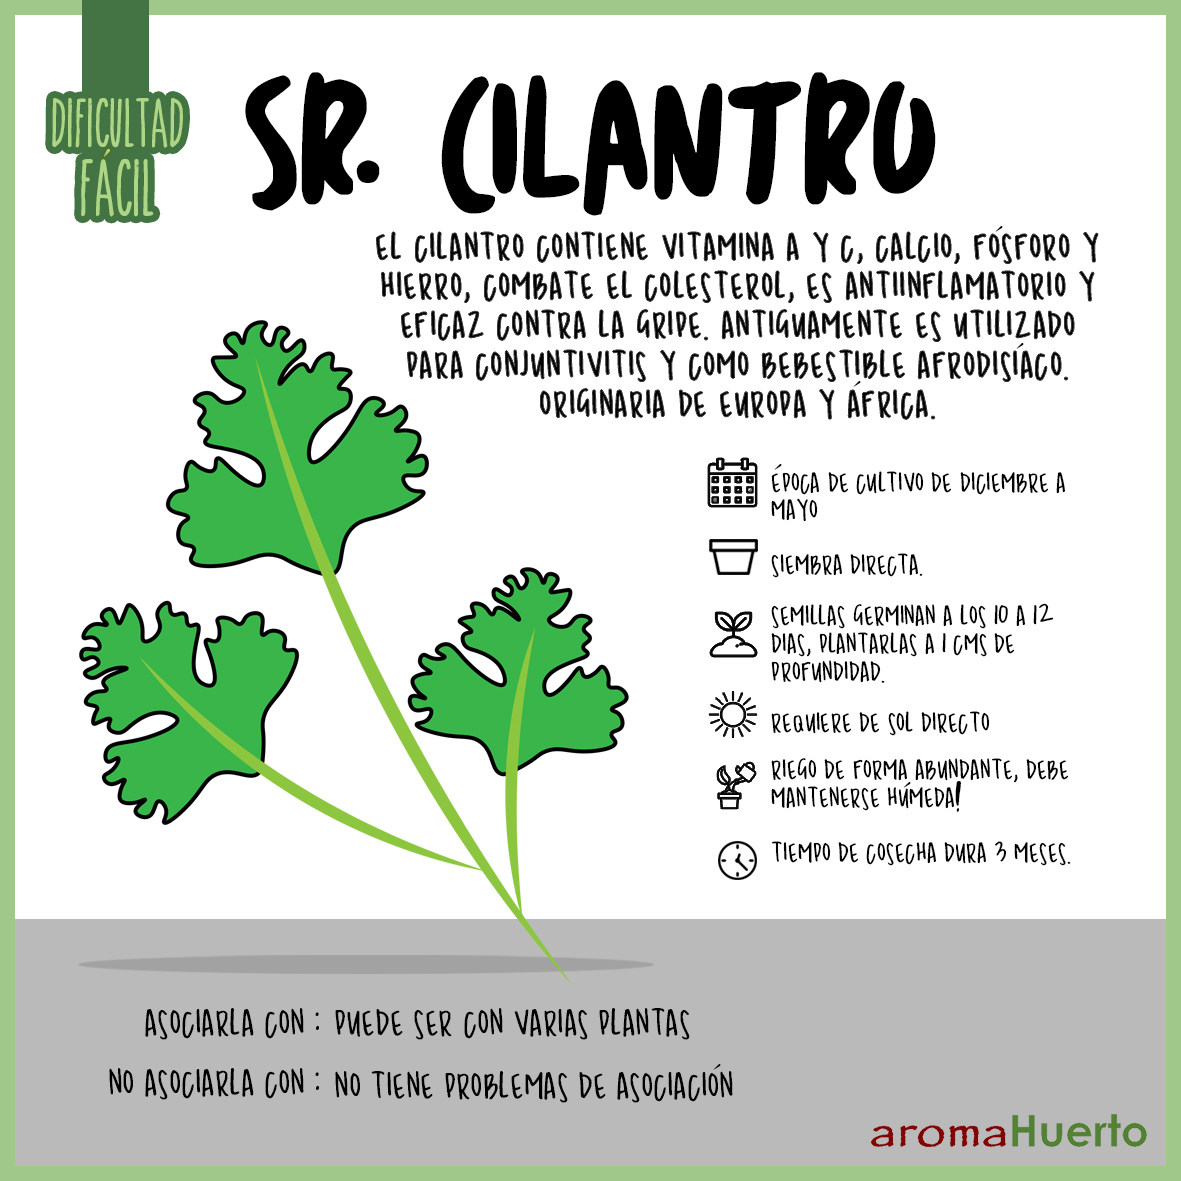 DIFICULTAD
FÁCIL
SR. CILANTRO
EL CILANTRO CONTIENE VITAMINA A Y C, CALCIO, FÓSFORO Y
HIERRO, COMBATE EL COLESTEROL, ES ANTIINFLAMATORIO Y
EFICAZ CONTRA LA GRIPE. ANTIGUAMENTE ES UTILIZADO
PARA CONJUNTIVITIS Y COMO BEBESTIBLE AFRODISÍACO.
ORIGINARIA DE EUROPA Y ÁFRICA.
ÉPOCA DE CULTIVO DE DICIEMBRE A
MAYO
SIEMBRA DIRECTA.
SEMILLAS GERMINAN A LOS 10 A 12
DIAS, PLANTARLAS A 1 CMS DE
PROFUNDIDAD.
REQUIERE DE SOL DIRECTO
RIEGO DE FORMA ABUNDANTE, DEBE
MANTENERSE HÚMEDA!
TIEMPO DE COSECHA DURA 3 MESES.
ASOCIARLA CON : PUEDE SER CON VARIAS PLANTAS
NO ASOCIARLA CON : NO TIENE PROBLEMAS DE ASOCIACIÓN
aromaHuerto